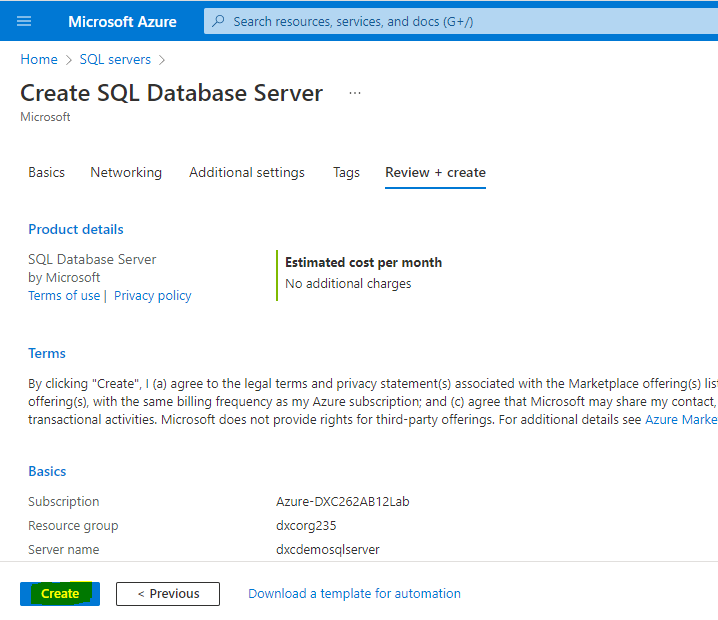 Microsoft Azure
Search resources, services, and docs (G+/)
Home > SQL servers >
Create SQL Database Server ...
Microsoft
Basics Networking Additional settings Tags Review + create
Product details
SQL Database Server
by Microsoft
Terms of use | Privacy policy
Estimated cost per month
No additional charges
Terms
By clicking "Create", I (a) agree to the legal terms and privacy statement(s) associated with the Marketplace offering(s)
offering(s), with the same billing frequency as my Azure subscription; and (c) agree that Microsoft may share my contact,
transactional activities. Microsoft does not provide rights for third-party offerings. For additional details see Azure
Basics
Subscription Azure-DXC262AB12Lab
Resource group dxcorg235
Server name dxcdemosqlserver
Create < Previous Download a template for automation